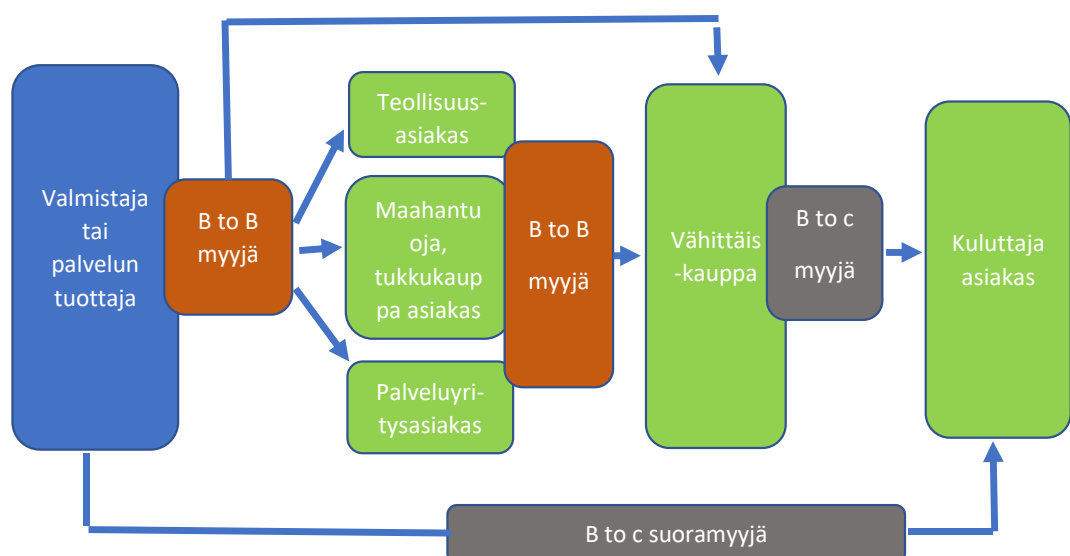 Valmistaja
tai
palvelun
tuottaja
B to B
myyjä
Teollisuus-
asiakas
Maahantu
oja,
tukkukaup
pa asiakas
Palveluyri-
tysasiakas
B to B
myyjä
Vähittäis
-kauppa
B to c
myyjä
Kuluttaja
asiakas
B to c suoramyyjä